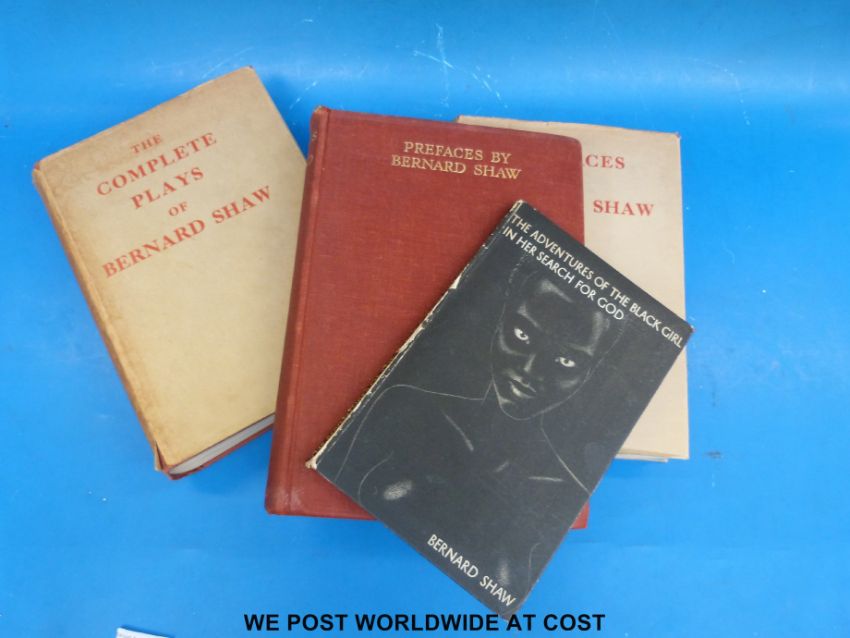 THE
COMPLETE
PLAYS
OF
BERNARD SHAW
PREFACES BY
BERNARD SHAW
SHAW
THE ADVENTURES OF THE BLACK GIRL
IN HER SEARCH FOR GOD
BERNARD SHAW
WE POST WORLDWIDE AT COST